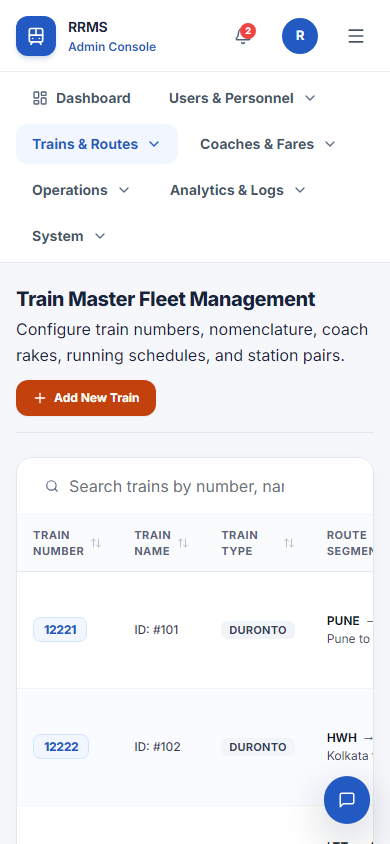 RRMS
Admin Console
2
R
Dashboard
Users & Personnel
Trains & Routes
Coaches & Fares
Operations
Analytics & Logs
System
Train Master Fleet Management
Configure train numbers, nomenclature, coach
rakes, running schedules, and station pairs.
+ Add New Train
Search trains by number,
TRAIN NUMBER
TRAIN NAME
TRAIN TYPE
ROUTE
12221
ID: #101
DURONTO
PUNE
Pune to
12222
ID: #102
DURONTO
HWH →
Kolkata